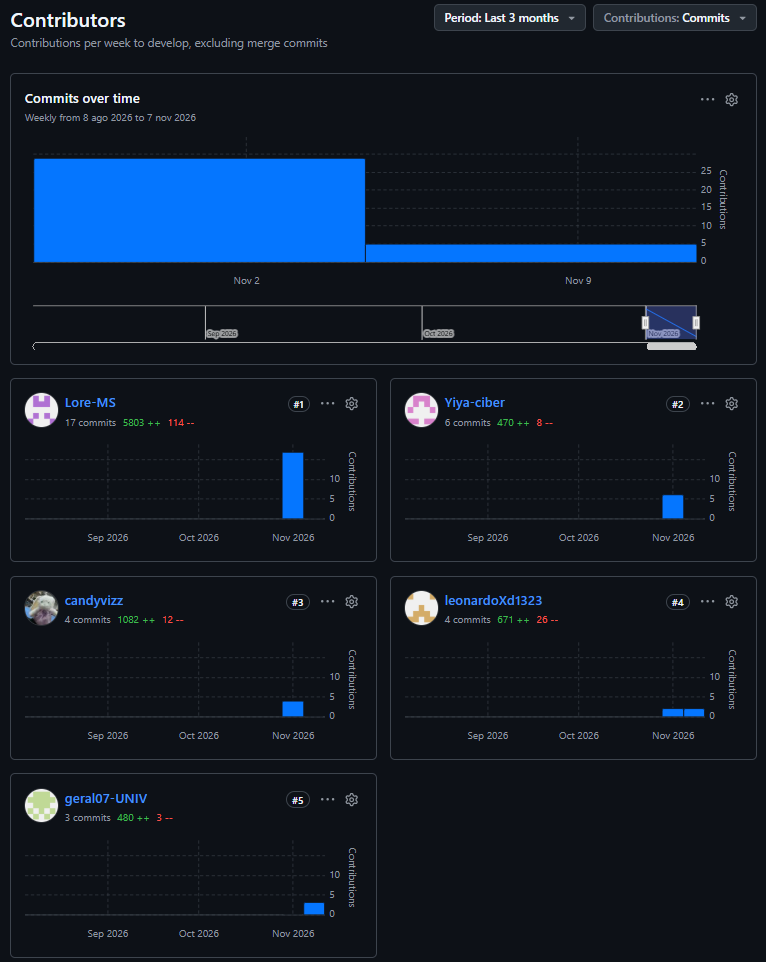 Contributors
Period: Last 3 months
Contributions: Commits
Contributions per week to develop, excluding merge commits
Commits over time
Weekly from 8 ago 2026 to 7 nov 2026
25
20
15
10
5
0
Contributions
Nov 2
Nov 9
Sep 2026
Oct 2026
Nov 2026
Lore-MS
#1
17 commits 5803 ++ 114 --
10
5
0
Contributions
Sep 2026
Oct 2026
Nov 2026
Yiya-ciber
#2
6 commits 470 ++ 8 --
10
5
0
Contributions
Sep 2026
Oct 2026
Nov 2026
candyvizz
#3
4 commits 1082 ++ 12 --
10
5
0
Contributions
Sep 2026
Oct 2026
Nov 2026
leonardoXd1323
#4
4 commits 671 ++ 26 --
10
5
0
Contributions
Sep 2026
Oct 2026
Nov 2026
geral07-UNIV
#5
3 commits 480 ++ 3 --
10
5
0
Contributions
Sep 2026
Oct 2026
Nov 2026